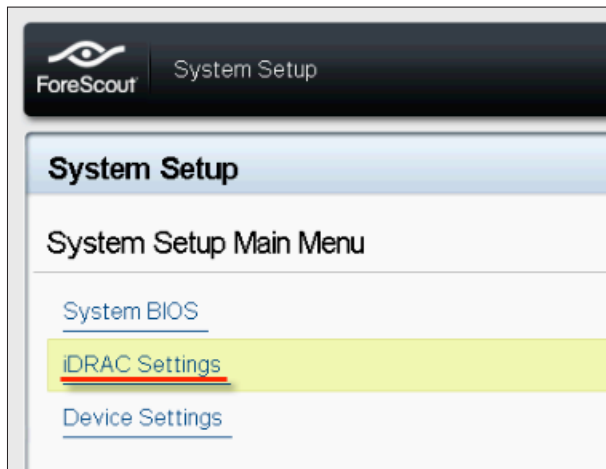 ForeScout
System Setup
System Setup
System Setup Main Menu
System BIOS
iDRAC Settings
Device Settings